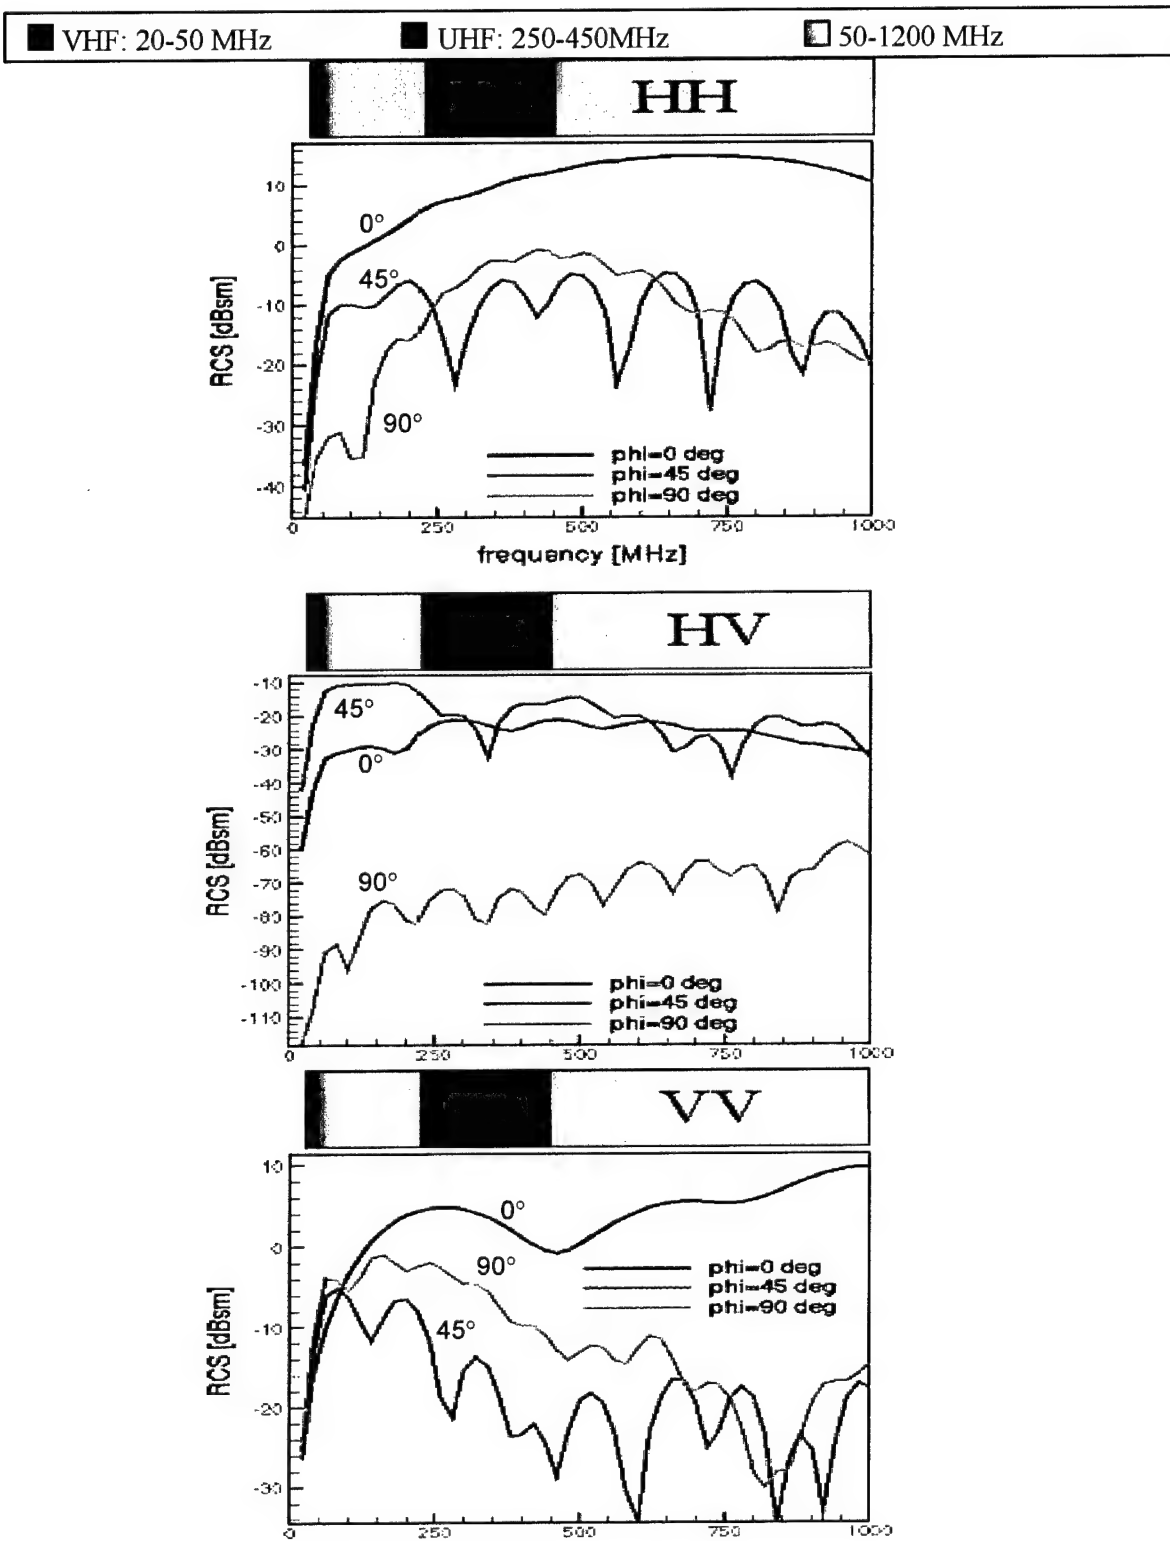 VHF: 20-50 MHz UHF: 250-450MHz 50-1200 MHz
HH
10
0
-10
-20
-30
-40
RCS [dBsm]
0°
45°
90°
phi=0 deg
phi=45 deg
phi=90 deg
0 250 500 750 1000
frequency [MHz]
HV
-10
-20
-30
-40
-50
-60
-70
-80
-90
-100
-110
RCS [dBsm]
45°
0°
90°
phi=0 deg
phi=45 deg
phi=90 deg
0 250 500 750 1000
VV
10
0
-10
-20
-30
RCS [dBsm]
0°
90°
45°
phi=0 deg
phi=45 deg
phi=90 deg
0 250 500 750 1000